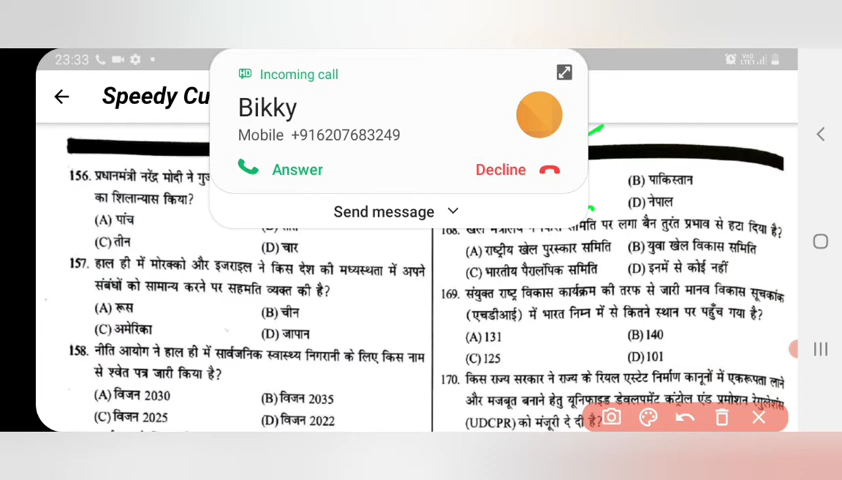 23:33
Speedy Cu
Incoming call
Bikky
Mobile +916207683249
Answer
Decline
Send message
156. प्रधानमंत्री नरेंद्र मोदी ने
का शिलान्यास किया?
(A) पांच
(C) तीन
(D) चार
157. हाल ही में मोरक्को और इजराइल ने किस देश की मध्यस्थता में अपने
संबंधों को सामान्य करने पर सहमति व्यक्त की है?
(A) रूस
(B) चीन
(C) अमेरिका
(D) जापान
158. नीति आयोग ने हाल ही में सार्वजनिक स्वास्थ्य निगरानी के लिए किस नाम
से श्वेत पत्र जारी किया है?
(A) विजन 2030
(B) विजन 2035
(C) विजन 2025
(D) विजन 2022
(B) पाकिस्तान
(D) नेपाल
168. खेल मंत्रालय ने किस समिति पर लगा बैन तुरंत प्रभाव से हटा दिया है?
(A) राष्ट्रीय खेल पुरस्कार समिति
(B) युवा खेल विकास समिति
(C) भारतीय पैरालंपिक समिति
(D) इनमें से कोई नहीं
169. संयुक्त राष्ट्र विकास कार्यक्रम की तरफ से जारी मानव विकास सूचकांक
(एचडीआई) में भारत निम्न में से कितने स्थान पर पहुँच गया है?
(A) 131
(B) 140
(C) 125
(D) 101
170. किस राज्य सरकार ने राज्य के रियल एस्टेट निर्माण कानूनों में एकरूपता लाने
और मजबूत बनाने हेतु यूनिफाइड डेवलपमेंट कंट्रोल एंड प्रमोशन रेगुलेशंस
(UDCPR) को मंजूरी दे दी है?